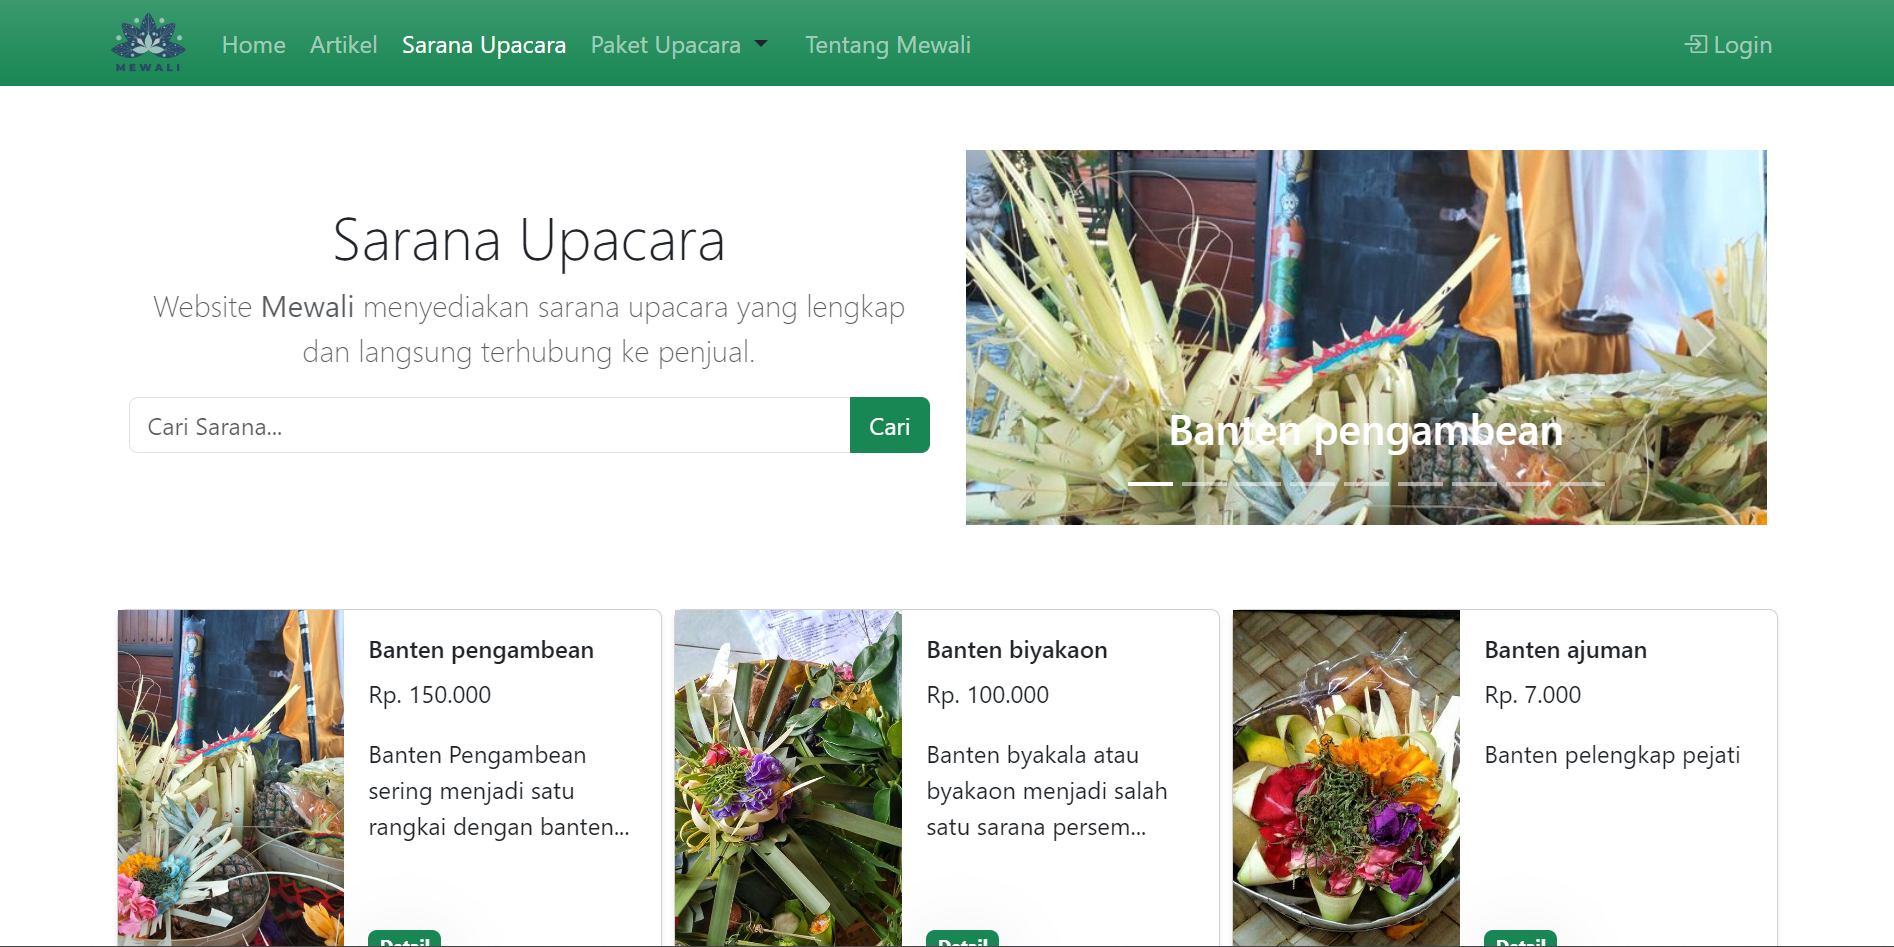 MEWALI
Home
Artikel
Sarana Upacara
Paket Upacara
Tentang Mewali
Login
Sarana Upacara
Website Mewali menyediakan sarana upacara yang lengkap
dan langsung terhubung ke penjual.
Cari Sarana...
Cari
Banten pengambean
Banten pengambean
Rp. 150.000
Banten Pengambean
sering menjadi satu
rangkai dengan banten...
Detail
Banten biyakaon
Rp. 100.000
Banten byakala atau
byakaon menjadi salah
satu sarana persem...
Detail
Banten ajuman
Rp. 7.000
Banten pelengkap pejati
Detail